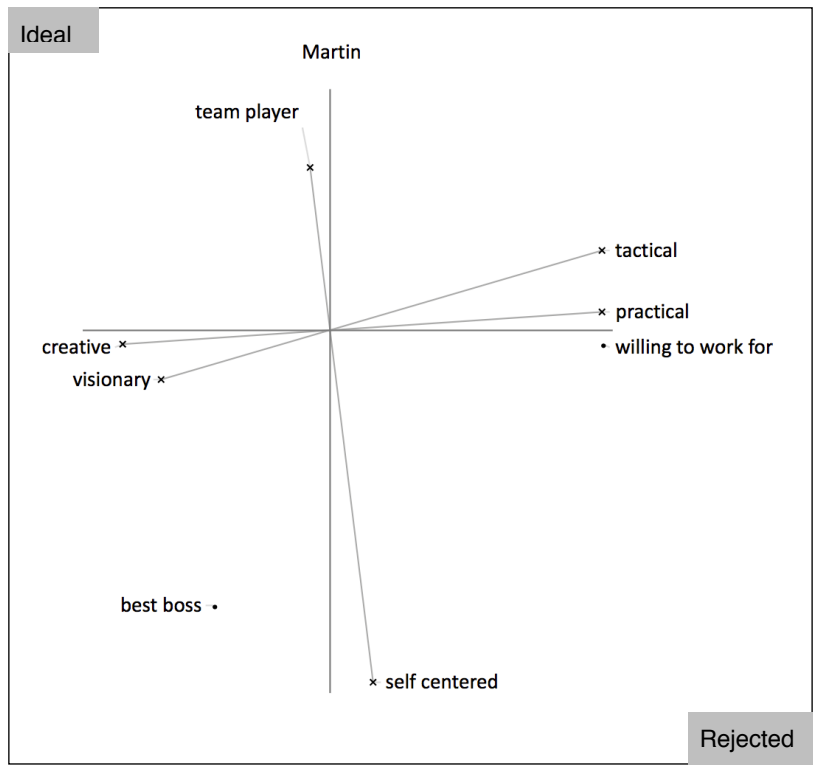 Ideal
Martin
team player
tactical
practical
creative
willing to work for
visionary
best boss
self centered
Rejected